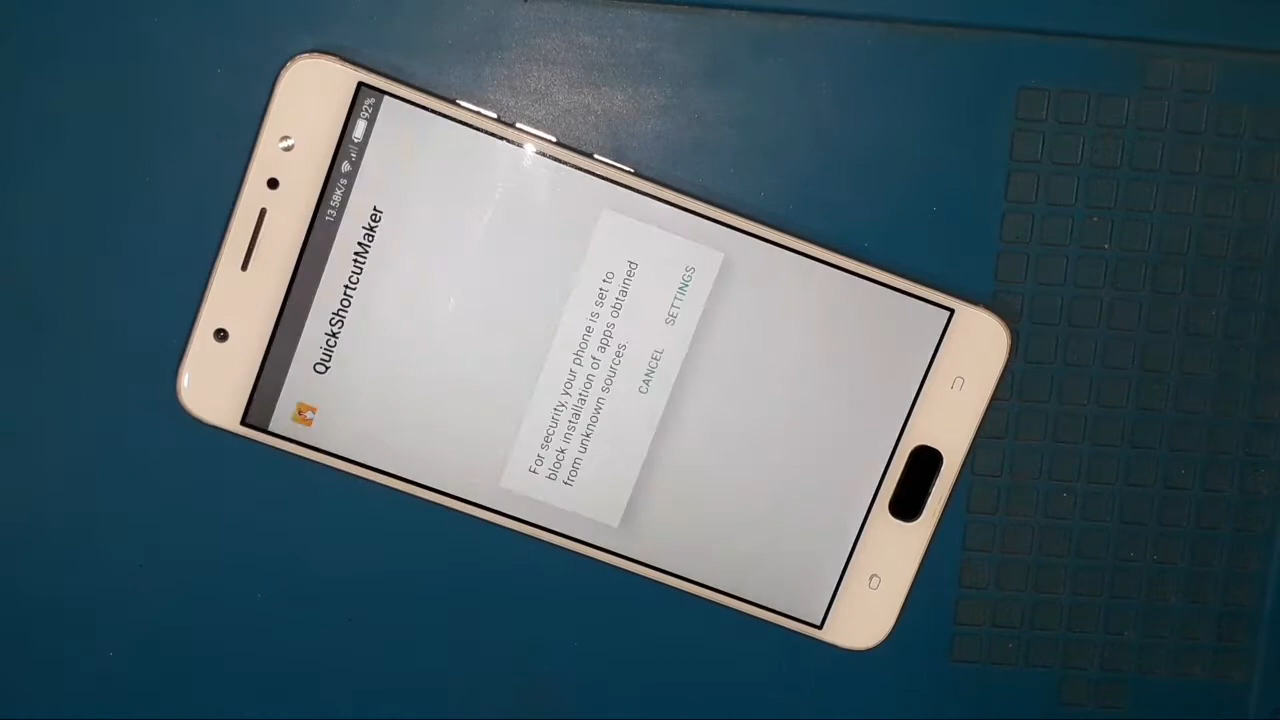 13.58K/s 92%
QuickShortcutMaker
For security, your phone is set to
block installation of apps obtained
from unknown sources.
CANCEL SETTINGS